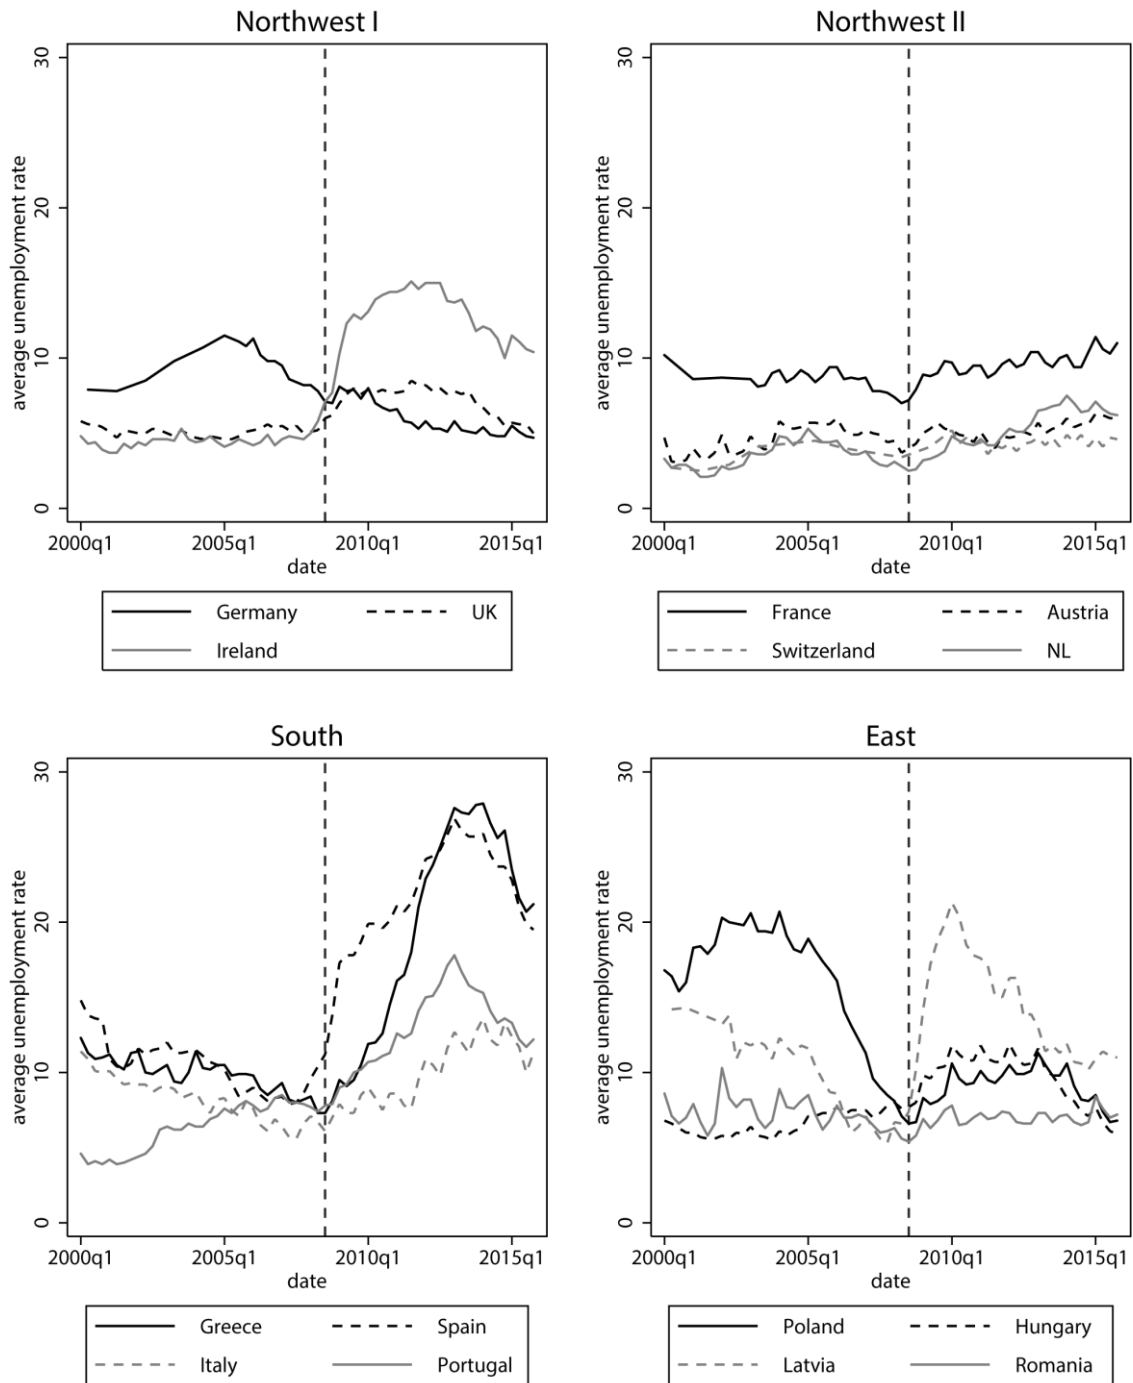 Northwest I
average unemployment rate
30
20
10
0
2000q1 2005q1 2010q1 2015q1
date
Germany UK
Ireland
Northwest II
average unemployment rate
30
20
10
0
2000q1 2005q1 2010q1 2015q1
date
France Austria
Switzerland NL
South
average unemployment rate
30
20
10
0
2000q1 2005q1 2010q1 2015q1
date
Greece Spain
Italy Portugal
East
average unemployment rate
30
20
10
0
2000q1 2005q1 2010q1 2015q1
date
Poland Hungary
Latvia Romania